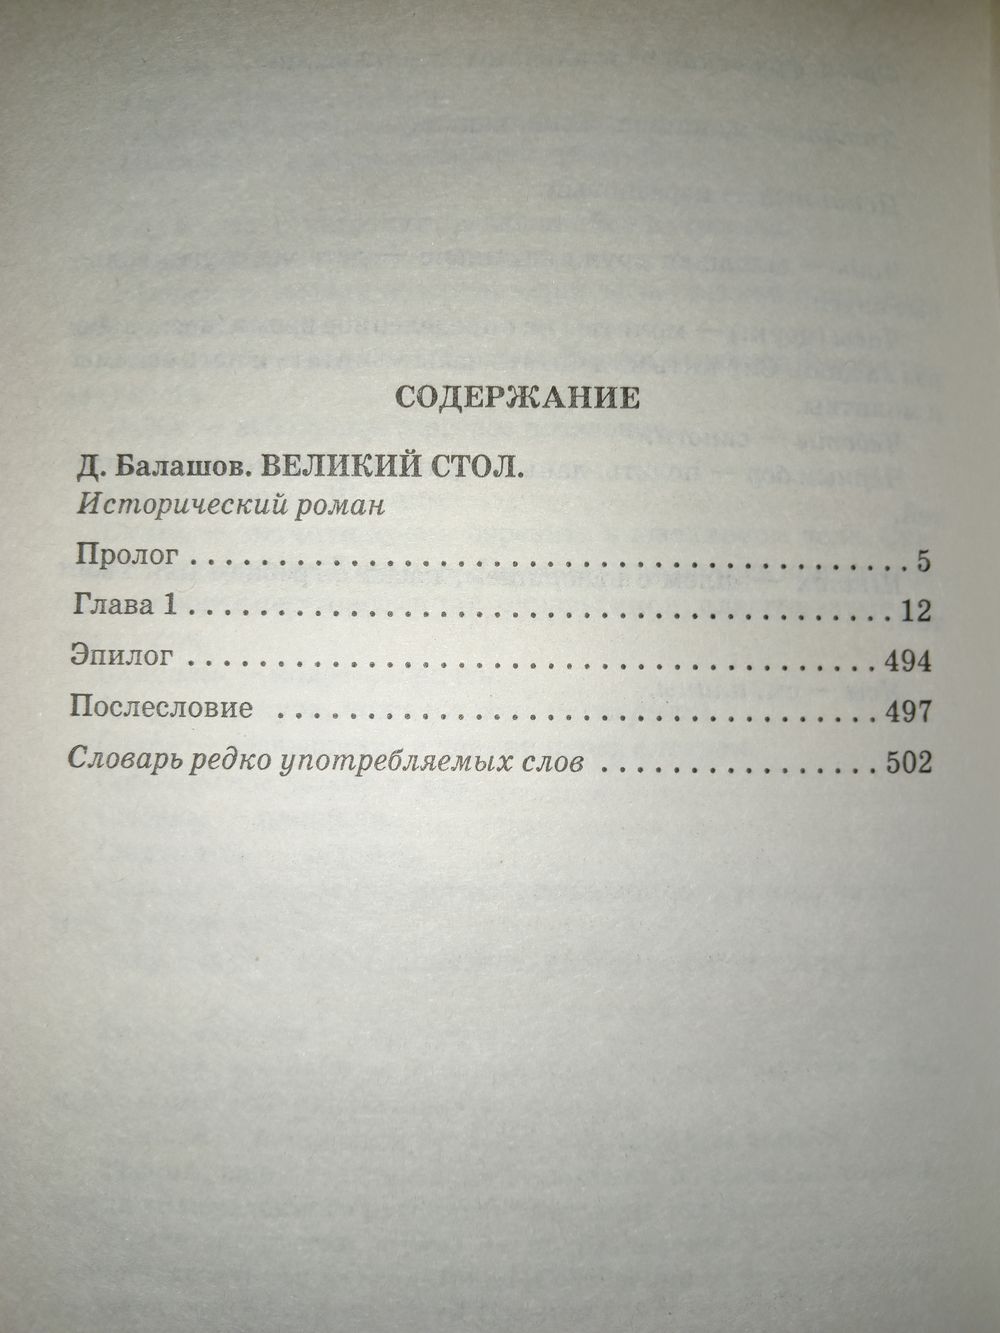 СОДЕРЖАНИЕ
Д. Балашов. ВЕЛИКИЙ СТОЛ.
Исторический роман
Пролог . . . . . . . . . . . . . . . . . . . . . . . . . . . . . . . . . . . . . . . . . 5
Глава 1 . . . . . . . . . . . . . . . . . . . . . . . . . . . . . . . . . . . . . . . . 12
Эпилог . . . . . . . . . . . . . . . . . . . . . . . . . . . . . . . . . . . . . . . 494
Послесловие . . . . . . . . . . . . . . . . . . . . . . . . . . . . . . . . . . 497
Словарь редко употребляемых слов . . . . . . . . . . . . . . . . 502